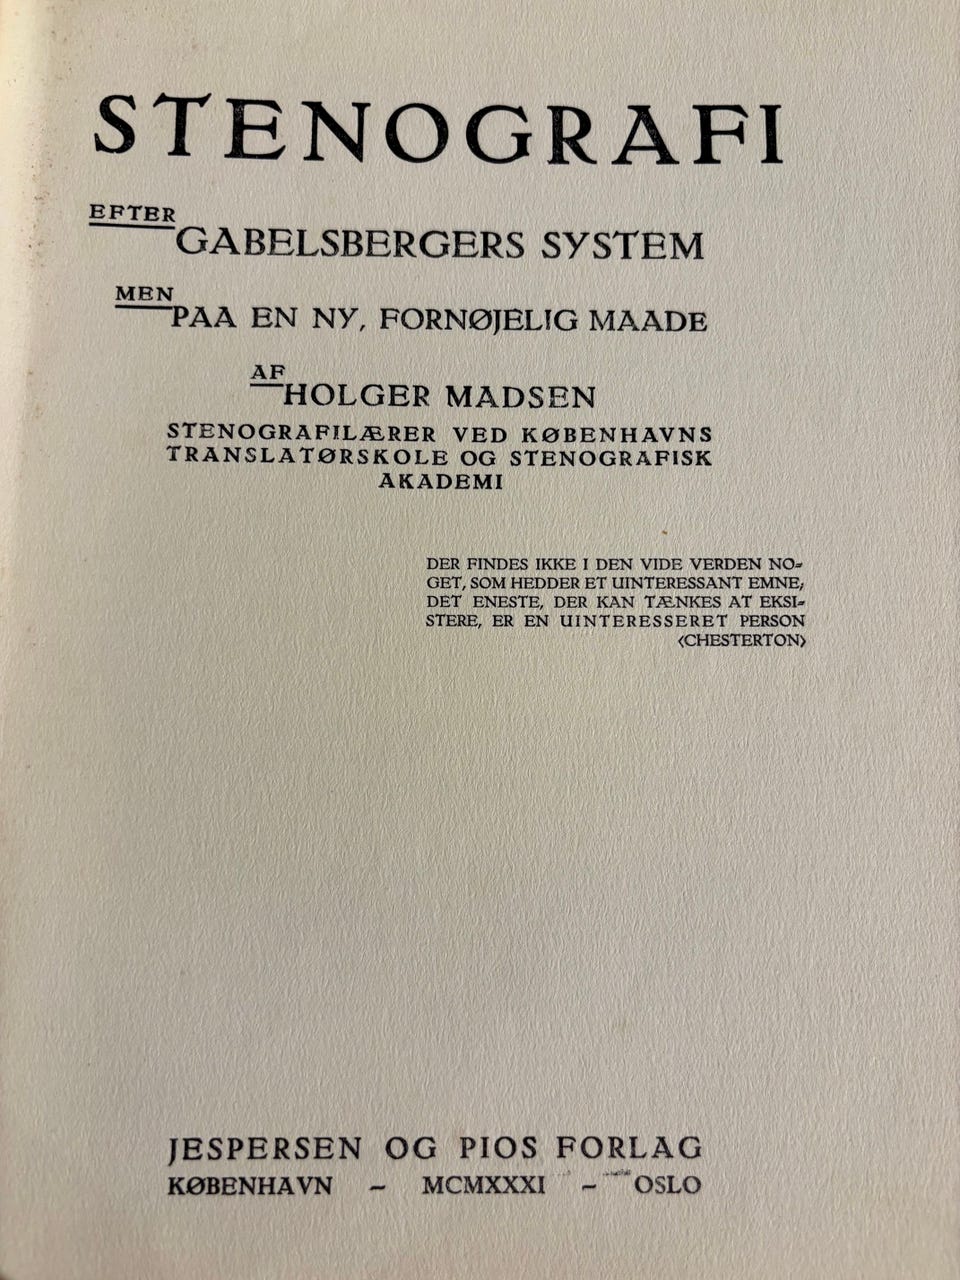 STENOGRAFI
EFTER
GABELSBERGERS SYSTEM
MEN
PAA EN NY, FORNØJELIG MAADE
AF
HOLGER MADSEN
STENOGRAFILÆRER VED KØBENHAVNS
TRANSLATØRSKOLE OG STENOGRAFISK
AKADEMI
DER FINDES IKKE I DEN VIDE VERDEN NO-
GET, SOM HEDDER ET UINTERESSANT EMNE;
DET ENESTE, DER KAN TÆNKES AT EKSI-
STERE, ER EN UINTERESSERET PERSON
(CHESTERTON)
JESPERSEN OG PIOS FORLAG
KØBENHAVN – MCMXXXI – OSLO